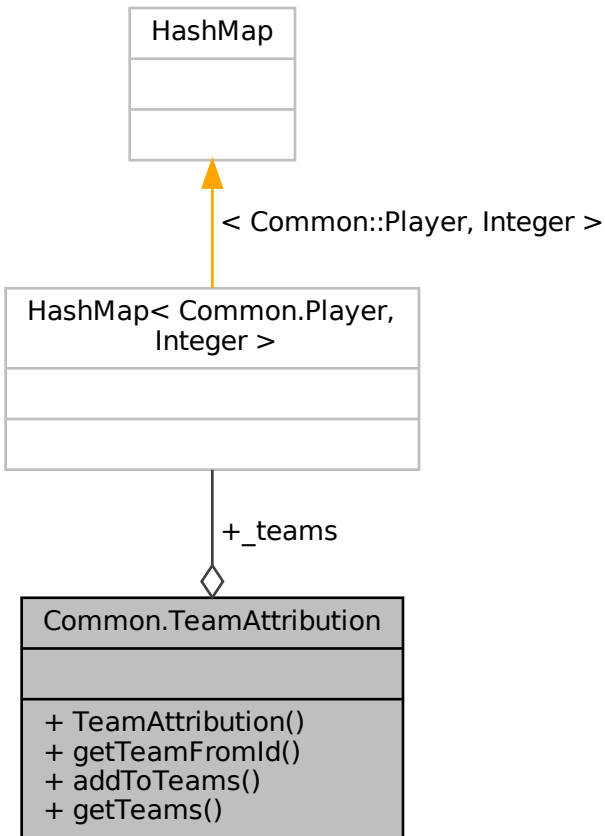 HashMap
< Common::Player, Integer >
HashMap< Common.Player,
Integer >
+_teams
Common.TeamAttribution
+ TeamAttribution()
+ getTeamFromId()
+ addToTeams()
+ getTeams()